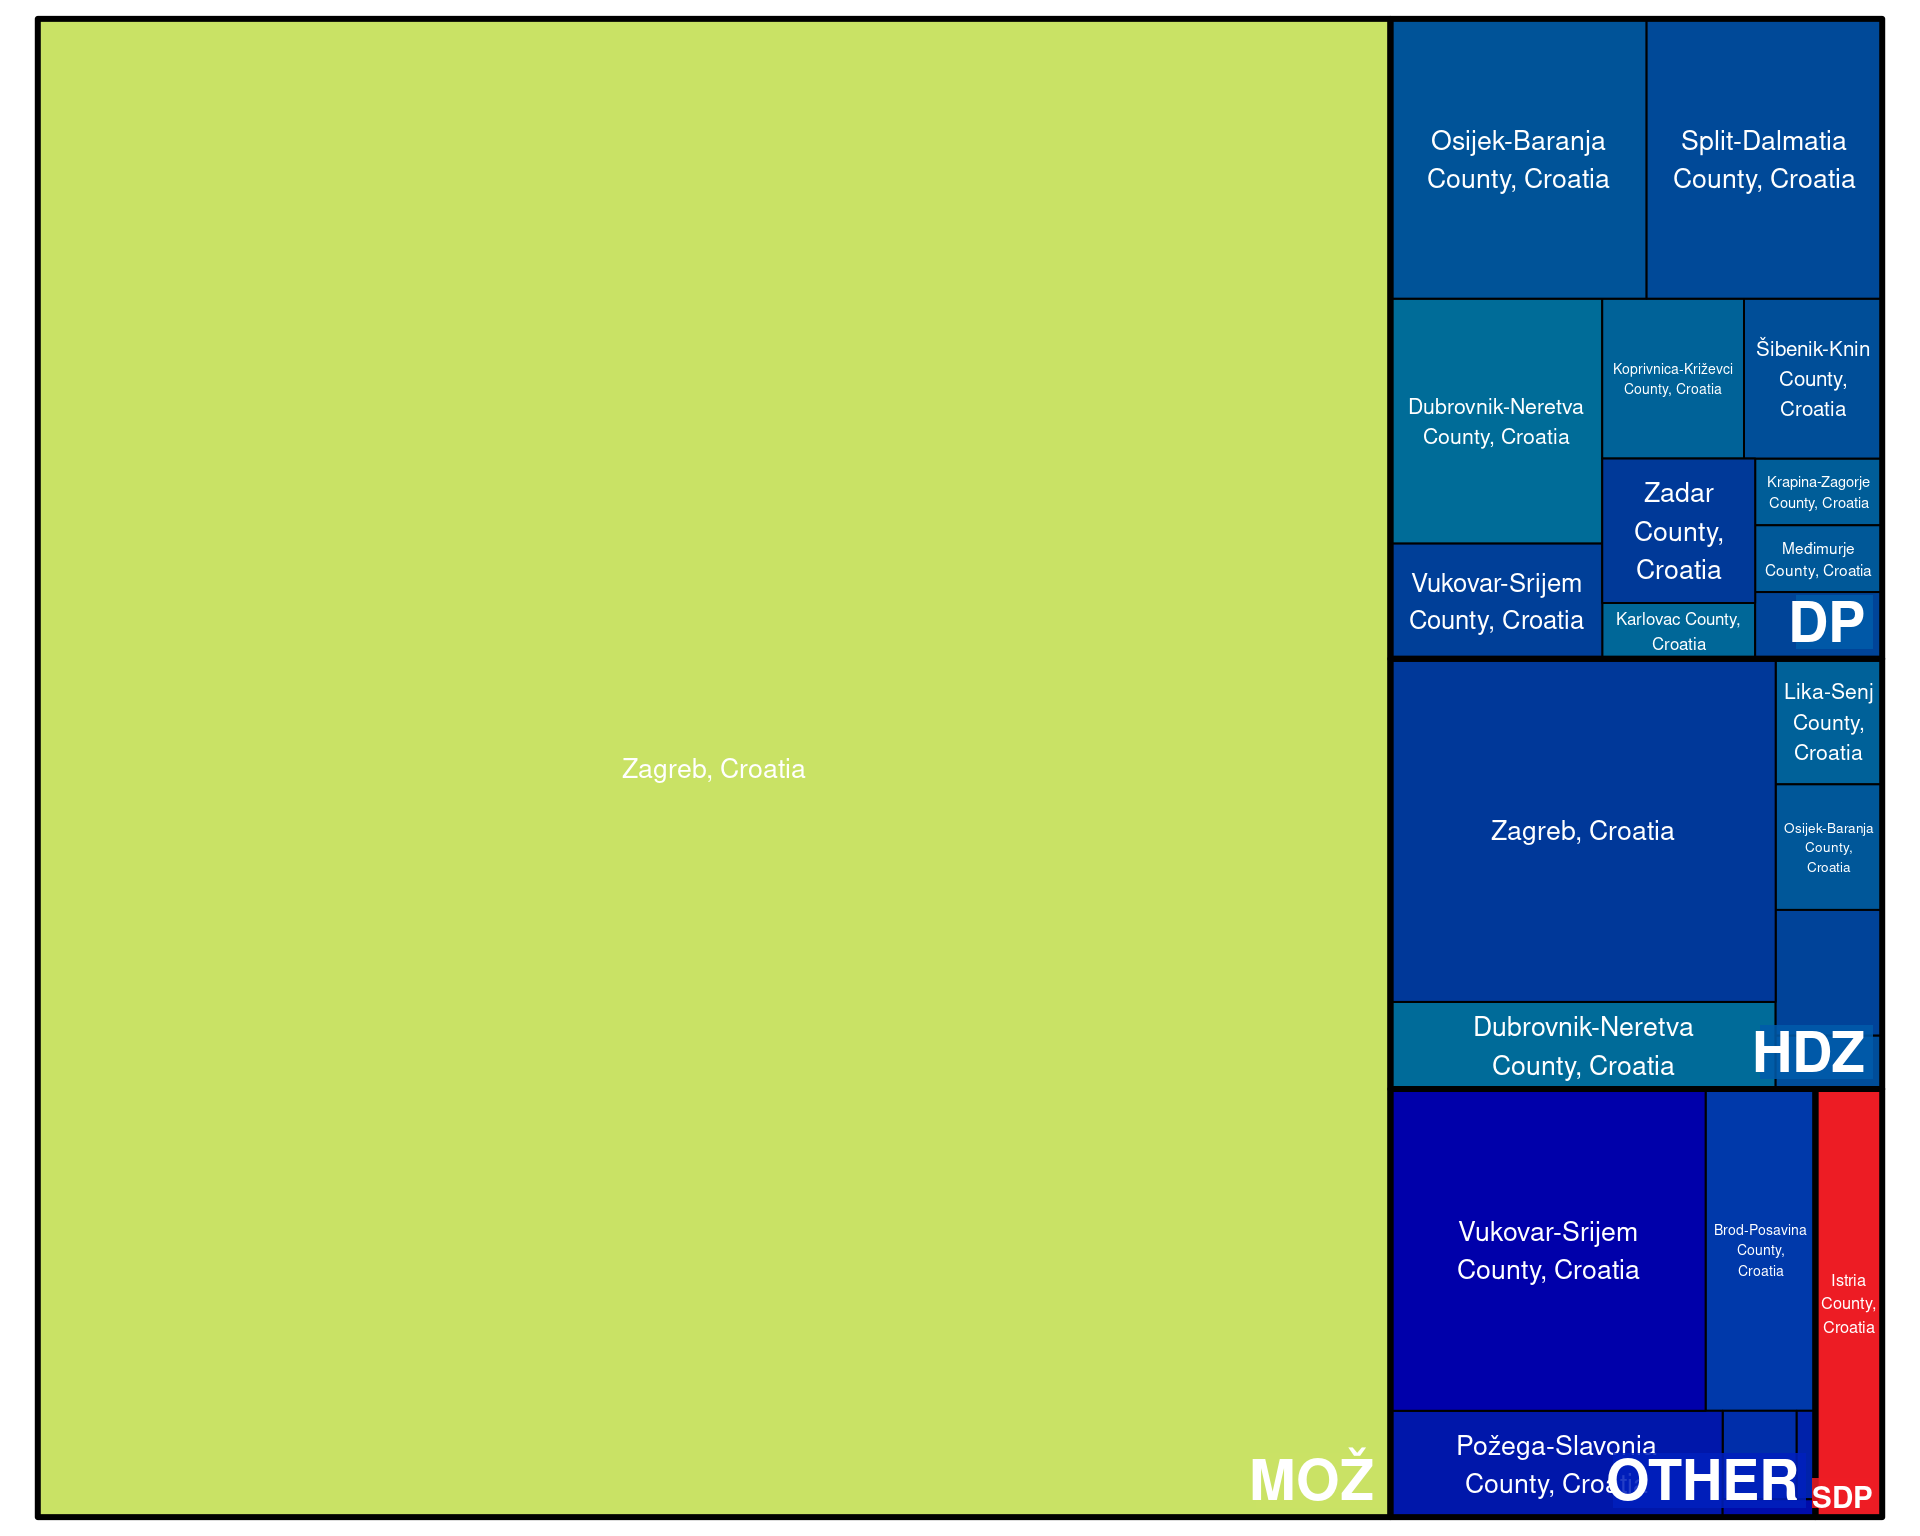 Zagreb, Croatia
MOŽ
Osijek-Baranja
County, Croatia
Split-Dalmatia
County, Croatia
Dubrovnik-Neretva
County, Croatia
Koprivnica-Križevci
County, Croatia
Šibenik-Knin
County,
Croatia
Zadar
County,
Croatia
Krapina-Zagorje
County, Croatia
Međimurje
County, Croatia
Vukovar-Srijem
County, Croatia
Karlovac County,
Croatia
DP
Zagreb, Croatia
Lika-Senj
County,
Croatia
Osijek-Baranja
County,
Croatia
Dubrovnik-Neretva
County, Croatia
HDZ
Vukovar-Srijem
County, Croatia
Brod-Posavina
County,
Croatia
Požega-Slavonia
County, Croatia
OTHER
Istria
County,
Croatia
SDP